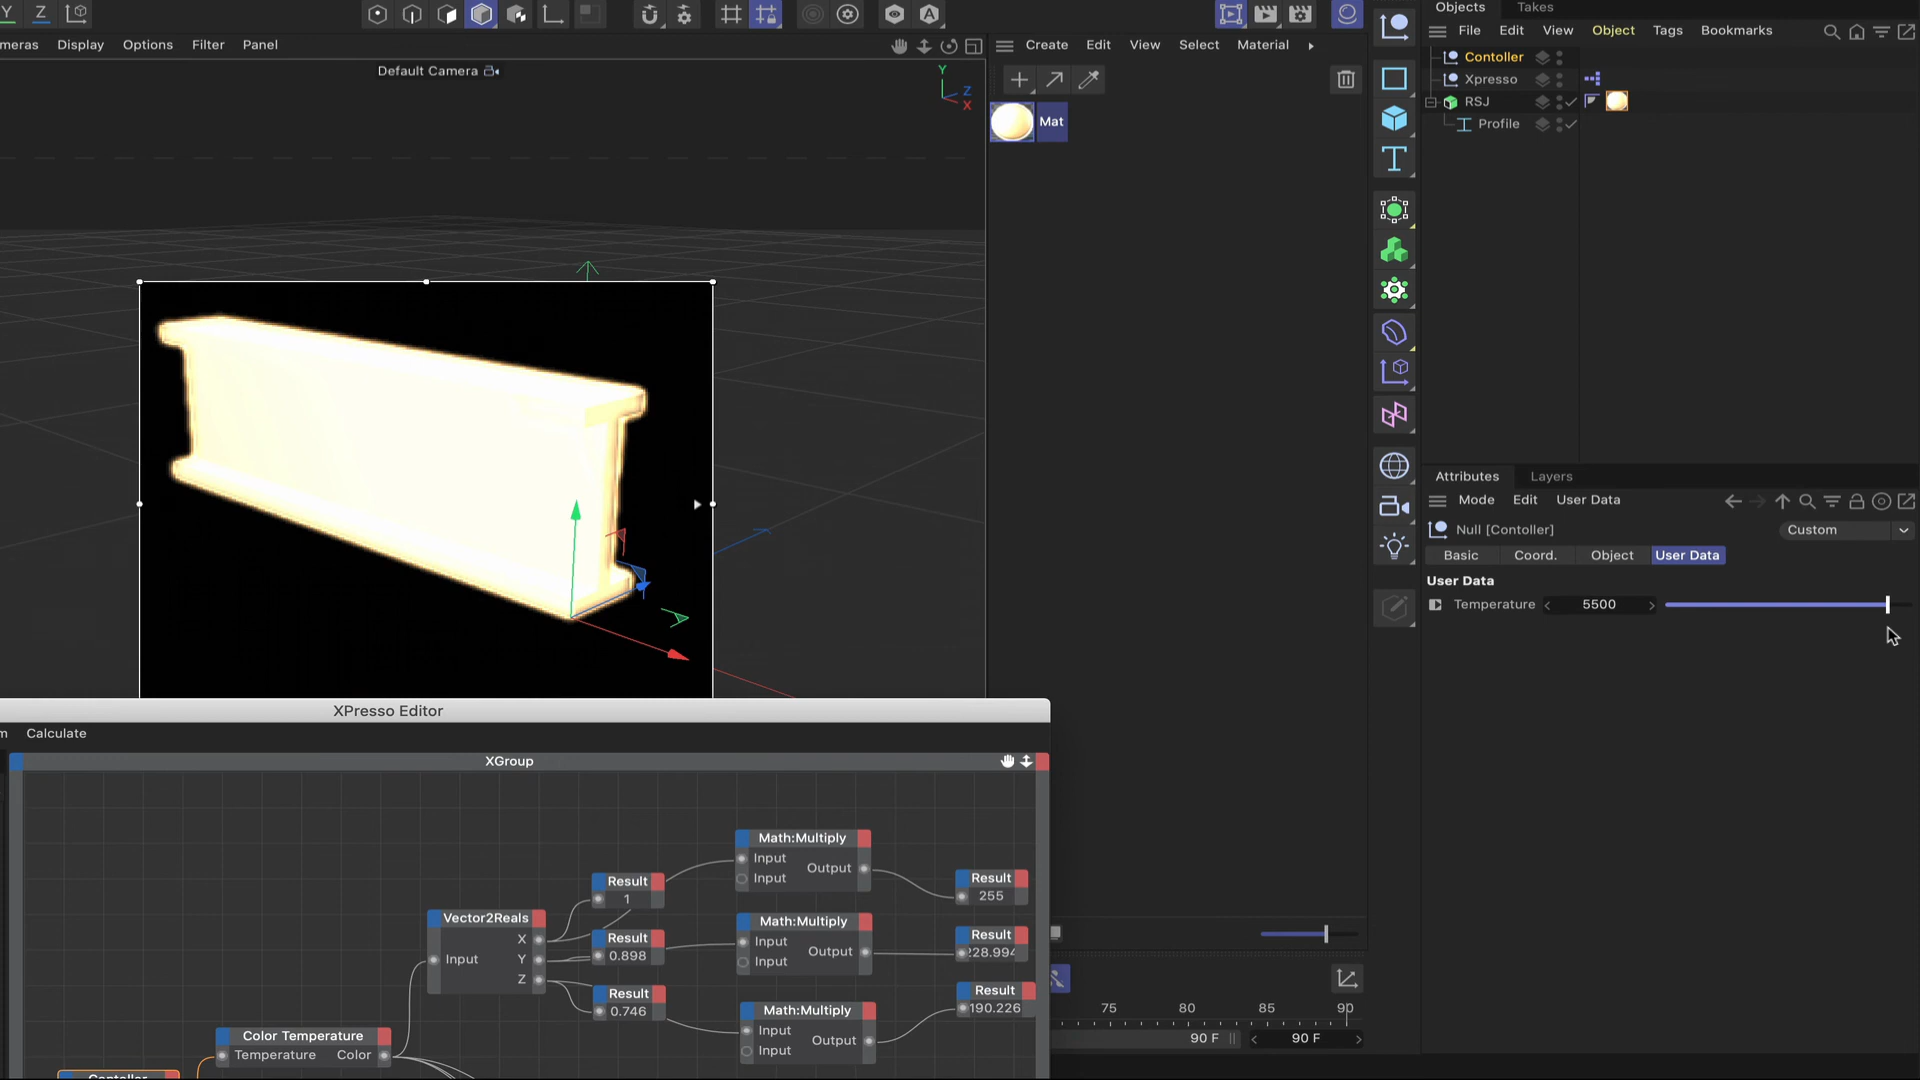 Y
Z
meras
Display
Options
Filter
Panel
Default Camera
Y
Z
X
Create
Edit
View
Select
Material
Mat
Objects
Takes
File
Edit
View
Object
Tags
Bookmarks
Contoller
Xpresso
RSJ
Profile
Attributes
Layers
Mode
Edit
User Data
Null [Contoller]
Custom
Basic
Coord.
Object
User Data
User Data
Temperature
5500
XPresso Editor
m
Calculate
XGroup
Math:Multiply
Input
Output
Input
Result
1
Result
255
Vector2Reals
X
Input
Y
Z
Result
0.898
Math:Multiply
Input
Output
Input
Result
228.994
Result
0.746
Math:Multiply
Input
Output
Input
Result
190.226
Color Temperature
Temperature
Color
Contoller
75
80
85
90
90 F
90 F